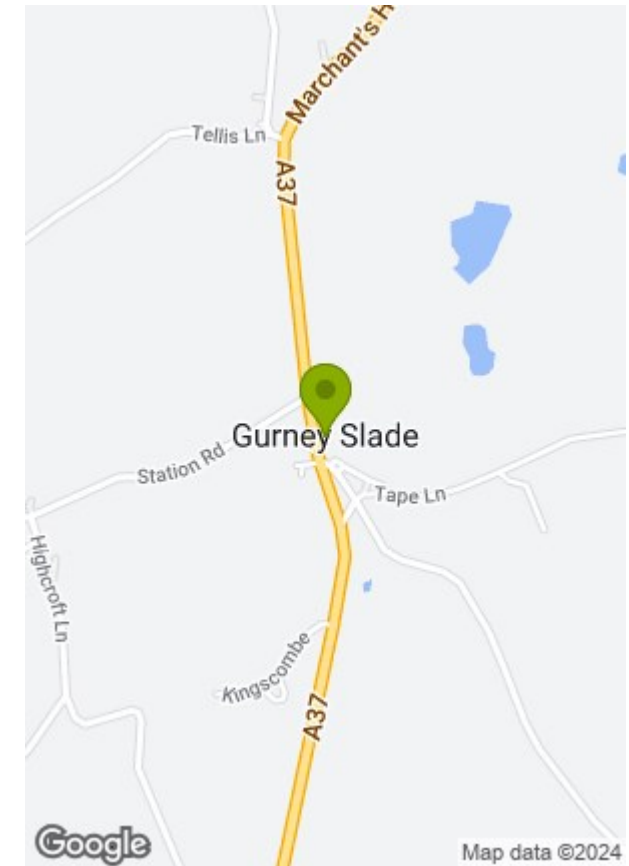 Marchant's H
Tellis Ln
A37
Gurney Slade
Station Rd
Tape Ln
Highcroft Ln
Kingscombe
A37
Google
Map data ©2024